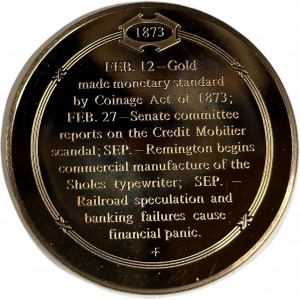 1873
FEB. 12—Gold
made monetary standard
by Coinage Act of 1873;
FEB. 27—Senate committee
reports on the Credit Mobilier
scandal; SEP.—Remington begins
commercial manufacture of the
Sholes typewriter; SEP. —
Railroad speculation and
banking failures cause
financial panic.